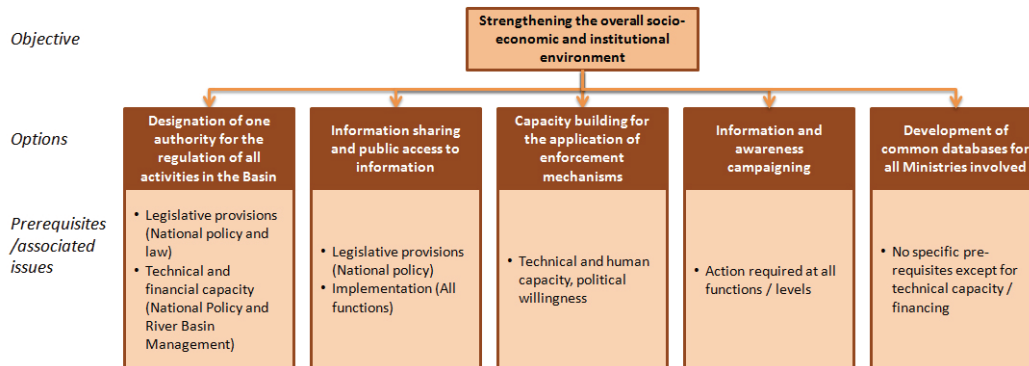 Objective
Strengthening the overall socio-
economic and institutional
environment
Options
Designation of one
authority for the
regulation of all
activities in the Basin
Information sharing
and public access to
information
Capacity building for
the application of
enforcement
mechanisms
Information and
awareness
campaigning
Development of
common databases for
all Ministries involved
Prerequisites
/associated
issues
• Legislative provisions
(National policy and
law)
• Technical and
financial capacity
(National Policy and
River Basin
Management)
• Legislative provisions
(National policy)
• Implementation (All
functions)
• Technical and human
capacity, political
willingness
• Action required at all
functions / levels
• No specific pre-
requisites except for
technical capacity /
financing